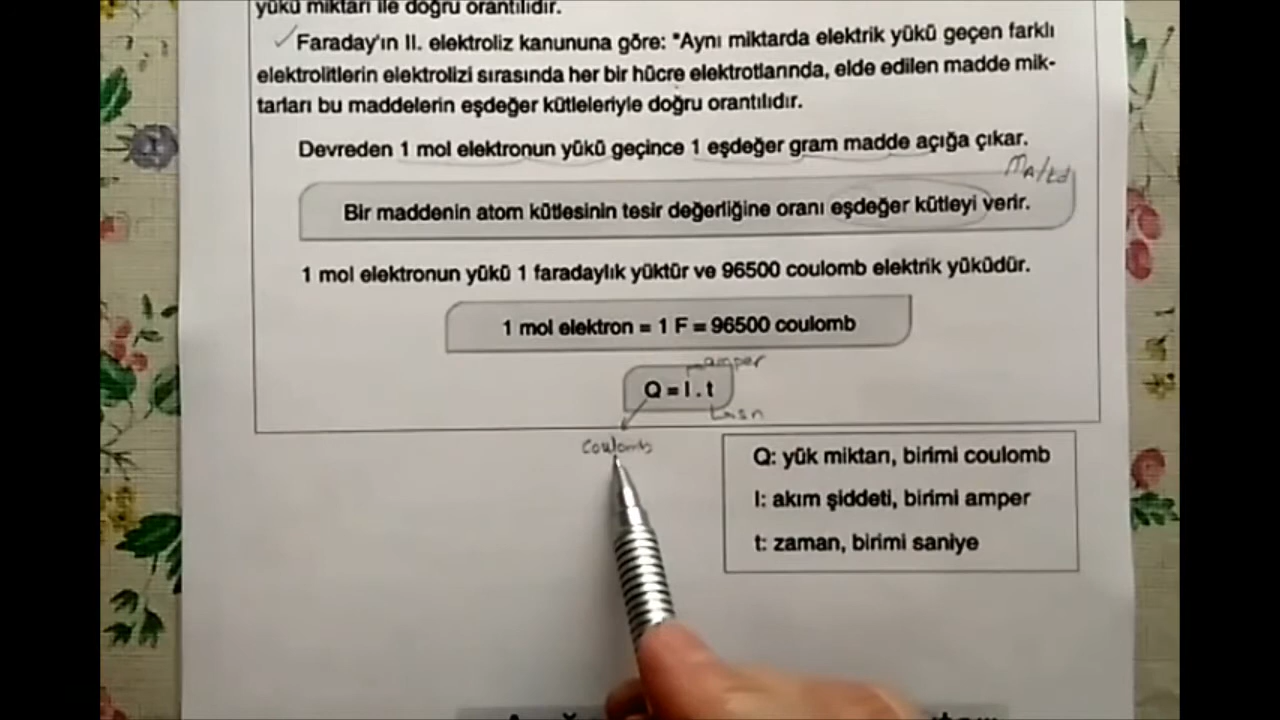 yükü miktarı ile doğru orantılıdır.
Faraday'ın II. elektroliz kanununa göre: "Aynı miktarda elektrik yükü geçen farklı
elektrolitlerin elektrolizi sırasında her bir hücre elektrotlarında, elde edilen madde mik-
tarları bu maddelerin eşdeğer kütleleriyle doğru orantılıdır.
Devreden 1 mol elektronun yükü geçince 1 eşdeğer gram madde açığa çıkar.
MA/td
Bir maddenin atom kütlesinin tesir değerliğine oranı eşdeğer kütleyi verir.
1 mol elektronun yükü 1 faradaylık yüktür ve 96500 coulomb elektrik yüküdür.
1 mol elektron = 1 F = 96500 coulomb
amper
Q = I . t
sn
Coulomb
Q: yük miktarı, birimi coulomb
I: akım şiddeti, birimi amper
t: zaman, birimi saniye